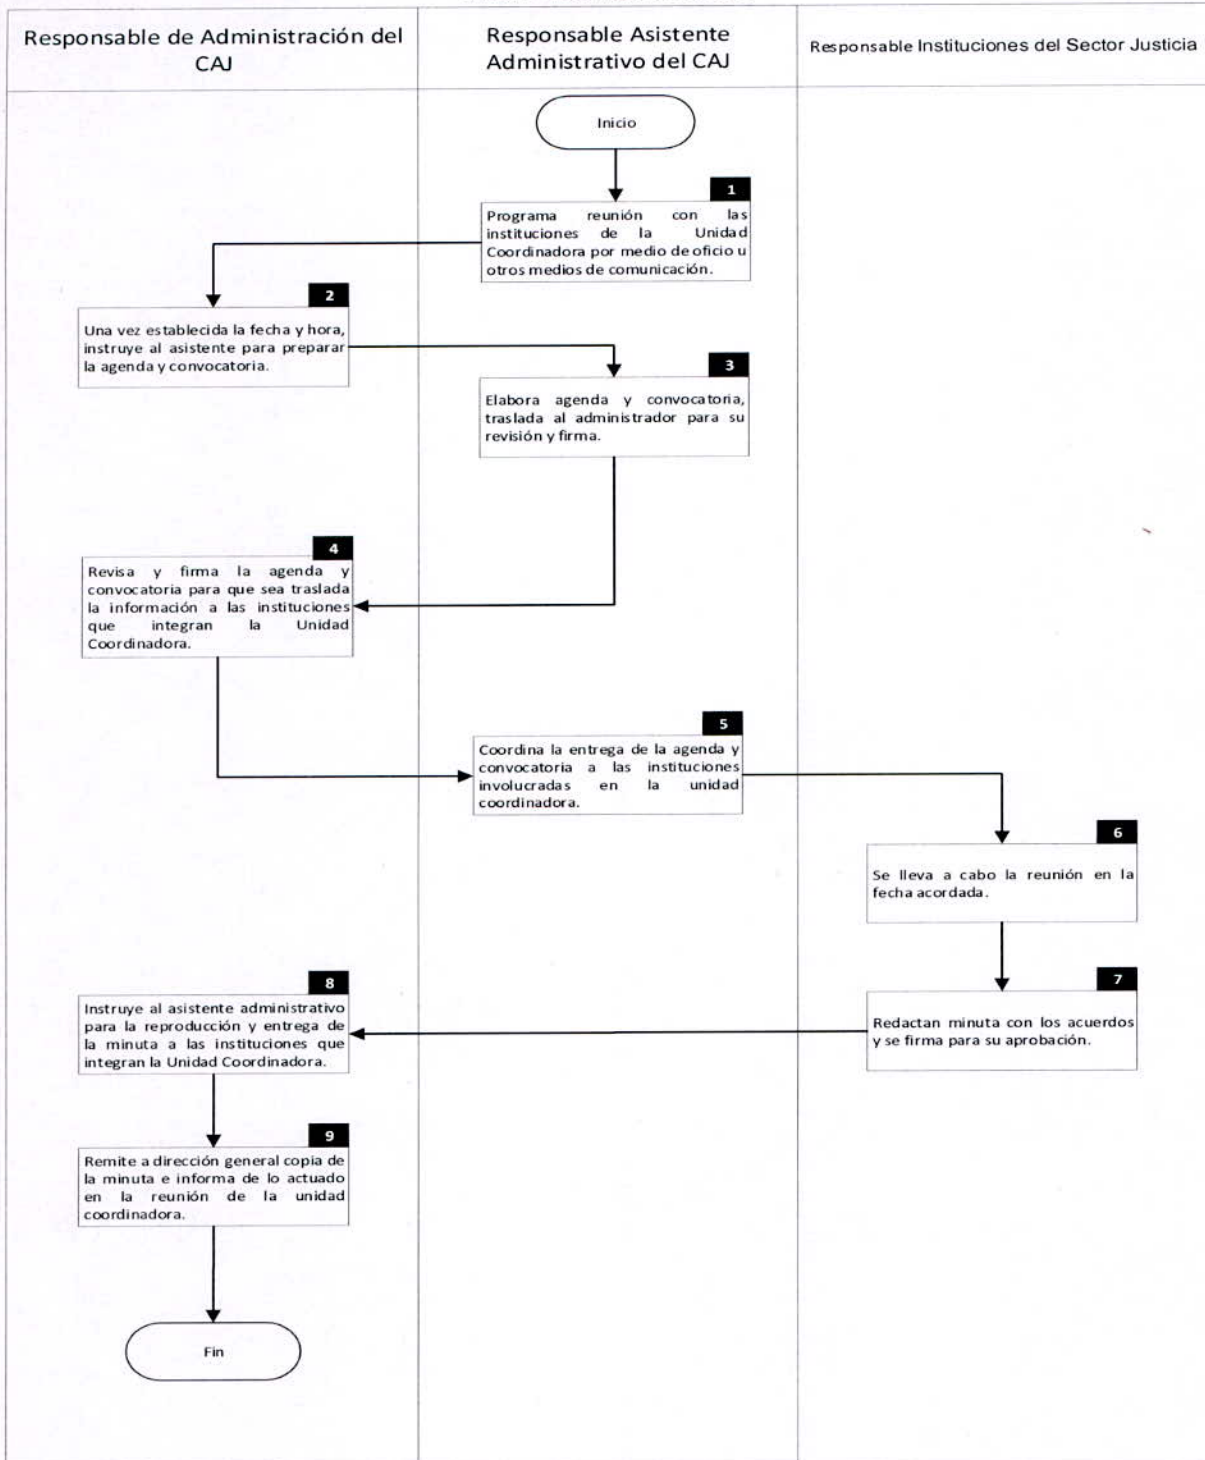 Responsable de Administración del
CAJ
Responsable Asistente
Administrativo del CAJ
Responsable Instituciones del Sector Justicia
Inicio
1
Programa reunión con las
instituciones de la Unidad
Coordinadora por medio de oficio u
otros medios de comunicación.
2
Una vez establecida la fecha y hora,
instruye al asistente para preparar
la agenda y convocatoria.
3
Elabora agenda y convocatoria,
traslada al administrador para su
revisión y firma.
4
Revisa y firma la agenda y
convocatoria para que sea traslada
la información a las instituciones
que integran la Unidad
Coordinadora.
5
Coordina la entrega de la agenda y
convocatoria a las instituciones
involucradas en la unidad
coordinadora.
6
Se lleva a cabo la reunión en la
fecha acordada.
7
Redactan minuta con los acuerdos
y se firma para su aprobación.
8
Instruye al asistente administrativo
para la reproducción y entrega de
la minuta a las instituciones que
integran la Unidad Coordinadora.
9
Remite a dirección general copia de
la minuta e informa de lo actuado
en la reunión de la unidad
coordinadora.
Fin